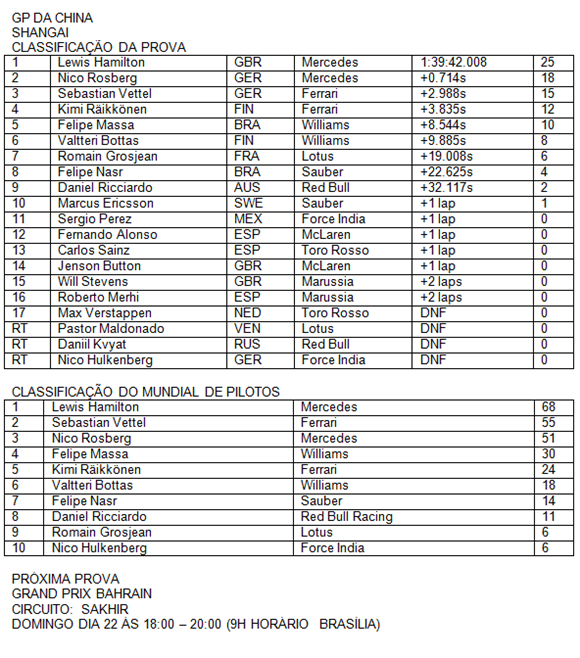 GP DA CHINA
SHANGAI
CLASSIFICAÇÃO DA PROVA
1 Lewis Hamilton GBR Mercedes 1:39:42.008 25
2 Nico Rosberg GER Mercedes +0.714s 18
3 Sebastian Vettel GER Ferrari +2.988s 15
4 Kimi Räikkönen FIN Ferrari +3.835s 12
5 Felipe Massa BRA Williams +8.544s 10
6 Valtteri Bottas FIN Williams +9.885s 8
7 Romain Grosjean FRA Lotus +19.008s 6
8 Felipe Nasr BRA Sauber +22.625s 4
9 Daniel Ricciardo AUS Red Bull +32.117s 2
10 Marcus Ericsson SWE Sauber +1 lap 1
11 Sergio Perez MEX Force India +1 lap 0
12 Fernando Alonso ESP McLaren +1 lap 0
13 Carlos Sainz ESP Toro Rosso +1 lap 0
14 Jenson Button GBR McLaren +1 lap 0
15 Will Stevens GBR Marussia +2 laps 0
16 Roberto Merhi ESP Marussia +2 laps 0
17 Max Verstappen NED Toro Rosso DNF 0
RT Pastor Maldonado VEN Lotus DNF 0
RT Daniil Kvyat RUS Red Bull DNF 0
RT Nico Hulkenberg GER Force India DNF 0
CLASSIFICAÇÃO DO MUNDIAL DE PILOTOS
1 Lewis Hamilton Mercedes 68
2 Sebastian Vettel Ferrari 55
3 Nico Rosberg Mercedes 51
4 Felipe Massa Williams 30
5 Kimi Räikkönen Ferrari 24
6 Valtteri Bottas Williams 18
7 Felipe Nasr Sauber 14
8 Daniel Ricciardo Red Bull Racing 11
9 Romain Grosjean Lotus 6
10 Nico Hulkenberg Force India 6
PRÓXIMA PROVA
GRAND PRIX BAHRAIN
CIRCUITO: SAKHIR
DOMINGO DIA 22 ÀS 18:00 – 20:00 (9H HORÁRIO BRASÍLIA)